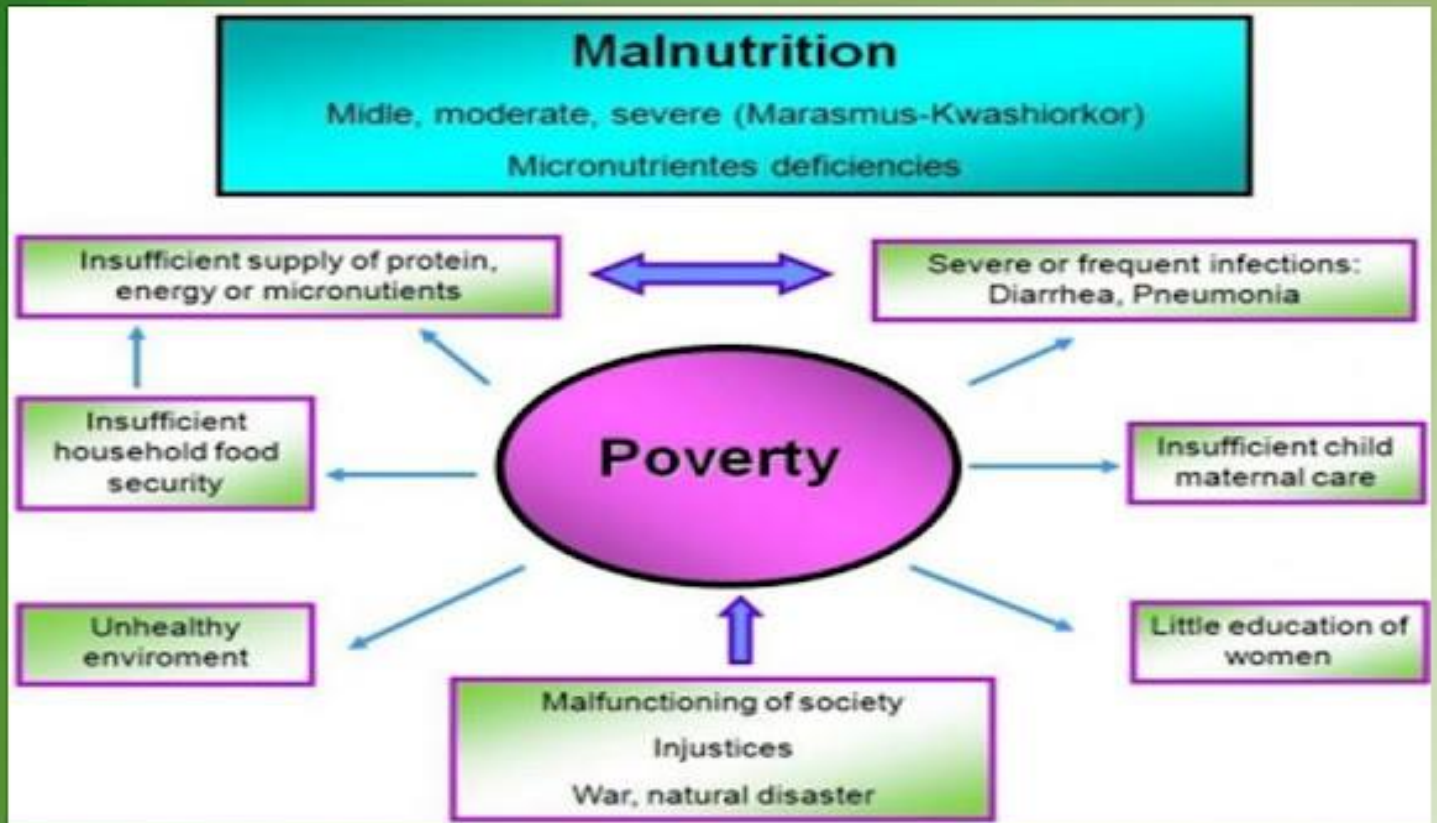 Malnutrition
Midle, moderate, severe (Marasmus-Kwashiorkor)
Micronutrientes deficiencies
Insufficient supply of protein,
energy or micronutients
Severe or frequent infections:
Diarrhea, Pneumonia
Insufficient
household food
security
Poverty
Insufficient child
maternal care
Unhealthy
enviroment
Little education of
women
Malfunctioning of society
Injustices
War, natural disaster